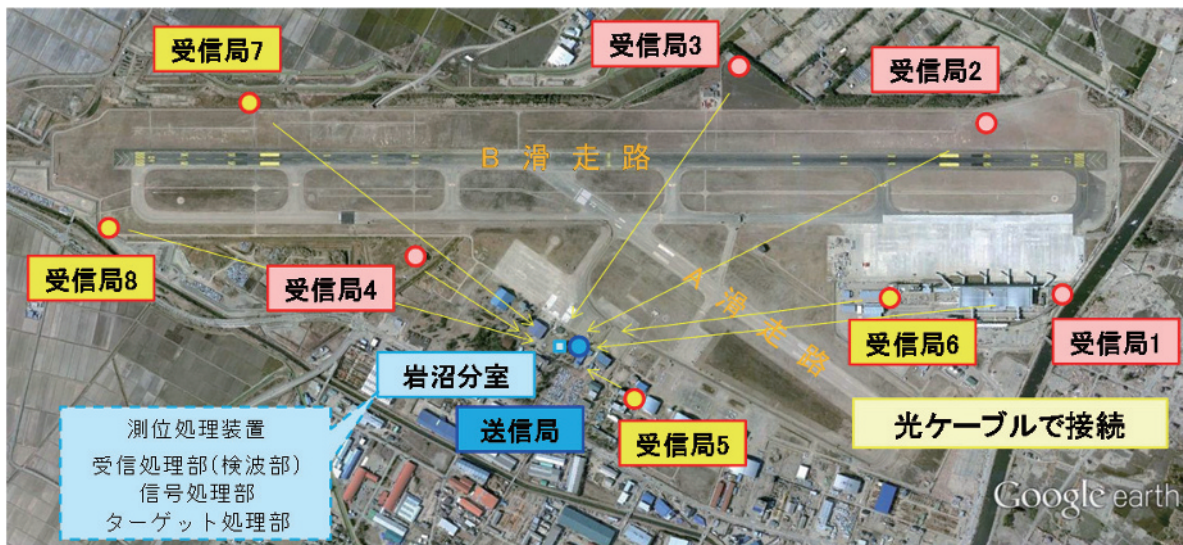 受信局7
受信局3
受信局2
B滑走路
受信局8
受信局4
A滑走路
受信局6
受信局1
岩沼分室
送信局
受信局5
光ケーブルで接続
測位処理装置
受信処理部(検波部)
信号処理部
ターゲット処理部
Google earth